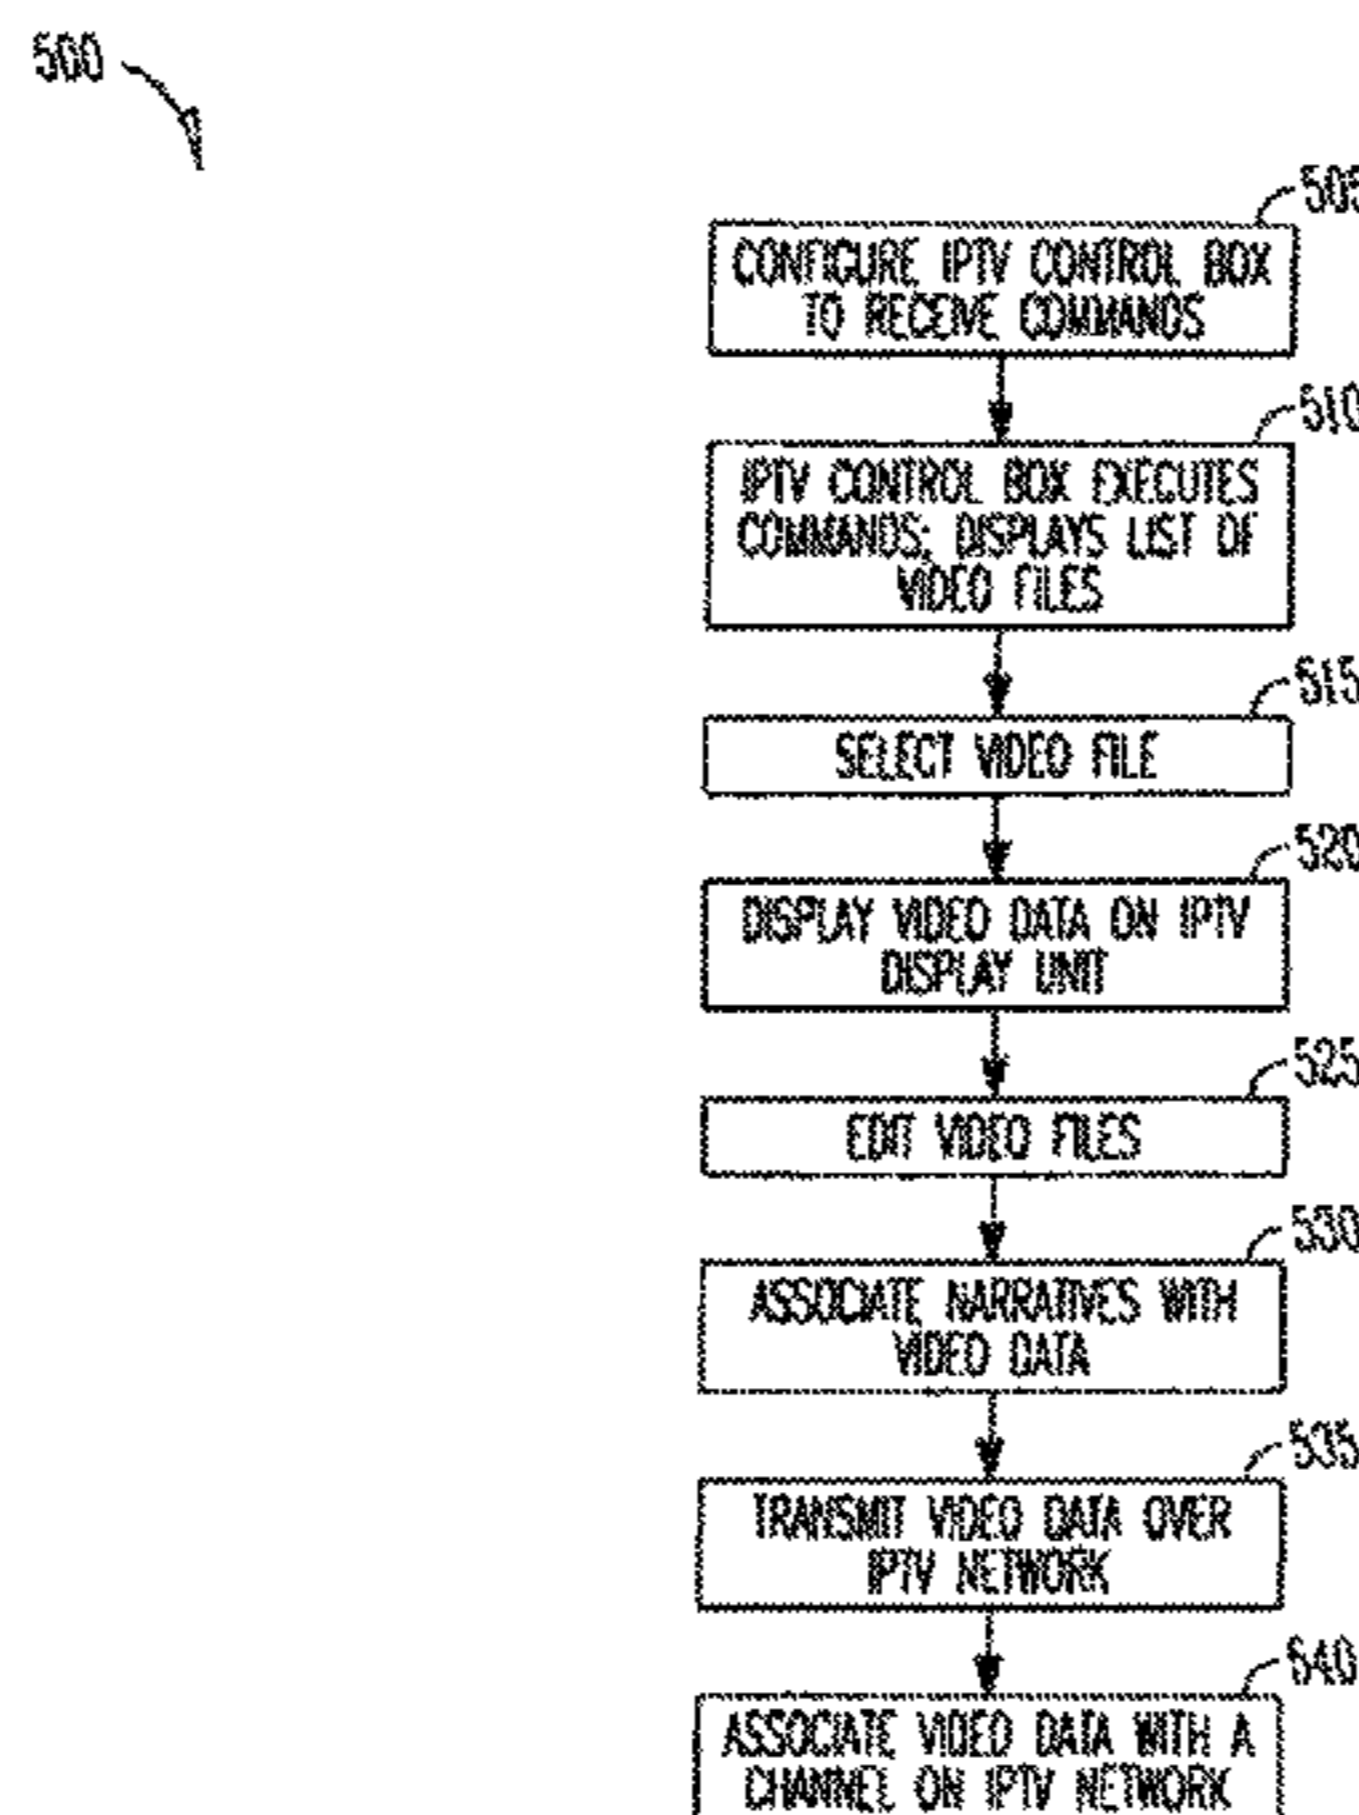 500
505
CONFIGURE IPTV CONTROL BOX
TO RECEIVE COMMANDS
510
IPTV CONTROL BOX EXECUTES
COMMANDS; DISPLAYS LIST OF
VIDEO FILES
515
SELECT VIDEO FILE
520
DISPLAY VIDEO DATA ON IPTV
DISPLAY UNIT
525
EDIT VIDEO FILES
530
ASSOCIATE NARRATIVES WITH
VIDEO DATA
535
TRANSMIT VIDEO DATA OVER
IPTV NETWORK
540
ASSOCIATE VIDEO DATA WITH A
CHANNEL ON IPTV NETWORK